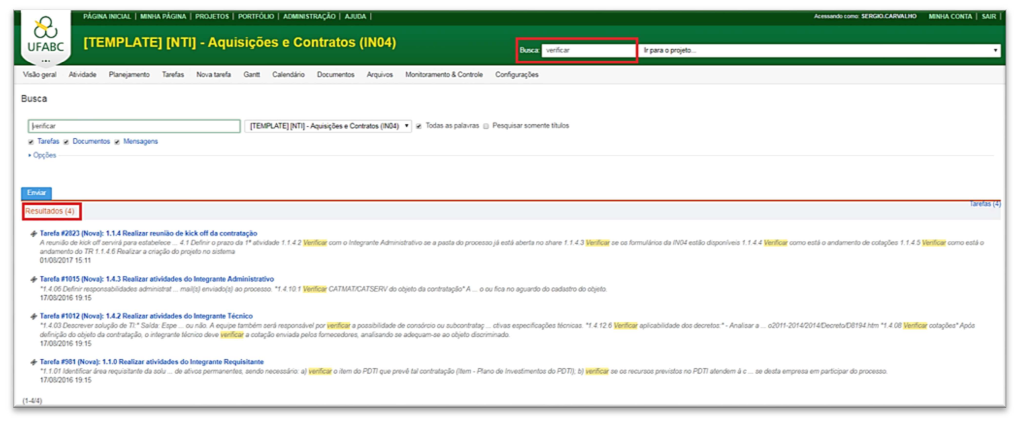 PÁGINA INICIAL | MINHA PÁGINA | PROJETOS | PORTFÓLIO | ADMINISTRAÇÃO | AJUDA |
Acessando como: SERGIO.CARVALHO MINHA CONTA | SAIR |
UFABC
[TEMPLATE] [NTI] - Aquisições e Contratos (IN04)
Busca: verificar Ir para o projeto...
Visão geral Atividade Planejamento Tarefas Nova tarefa Gantt Calendário Documentos Arquivos Monitoramento & Controle Configurações
Busca
verificar [TEMPLATE] [NTI] - Aquisições e Contratos (IN04) Todas as palavras Pesquisar somente títulos
Tarefas Documentos Mensagens
Opções
Enviar
Resultados (4)
Tarefas (4)
Tarefa #2823 (Nova): 1.1.4 Realizar reunião de kick off da contratação
A reunião de kick off servirá para estabelece ... 4.1 Definir o prazo da 1ª atividade 1.1.4.2 Verificar com o Integrante Administrativo se a pasta do processo já está aberta no share 1.1.4.3 Verificar se os formulários da IN04 estão disponíveis 1.1.4.4 Verificar como está o andamento de cotações 1.1.4.5 Verificar como está o
andamento do TR 1.1.4.6 Realizar a criação do projeto no sistema
01/08/2017 15:11
Tarefa #1015 (Nova): 1.4.3 Realizar atividades do Integrante Administrativo
*1.4.06 Definir responsabilidades administrat ... mail(s) enviado(s) ao processo. *1.4.10.1 Verificar CATMAT/CATSERV do objeto da contratação* A ... o ou fica no aguardo do cadastro do objeto.
17/08/2016 19:15
Tarefa #1012 (Nova): 1.4.2 Realizar atividades do Integrante Técnico
*1.4.03 Descrever solução de TI:* Saída: Espe ... ou não. A equipe também será responsável por verificar a possibilidade de consórcio ou subcontrataç ... ctivas especificações técnicas. *1.4.12.6 Verificar aplicabilidade dos decretos.* - Analisar a ... o2011-2014/2014/Decreto/D8194.htm *1.4.08 Verificar cotações* Após
definição do objeto da contratação, o integrante técnico deve verificar a cotação enviada pelos fornecedores, analisando se adequam-se ao objeto discriminado.
17/08/2016 19:15
Tarefa #981 (Nova): 1.1.0 Realizar atividades do Integrante Requisitante
*1.1.01 Identificar área requisitante da solu ... de ativos permanentes, sendo necessário: a) verificar o item do PDTI que prevê tal contratação (Item - Plano de Investimentos do PDTI); b) verificar se os recursos previstos no PDTI atendem à c ... se desta empresa em participar do processo.
17/08/2016 19:15
(1-4/4)